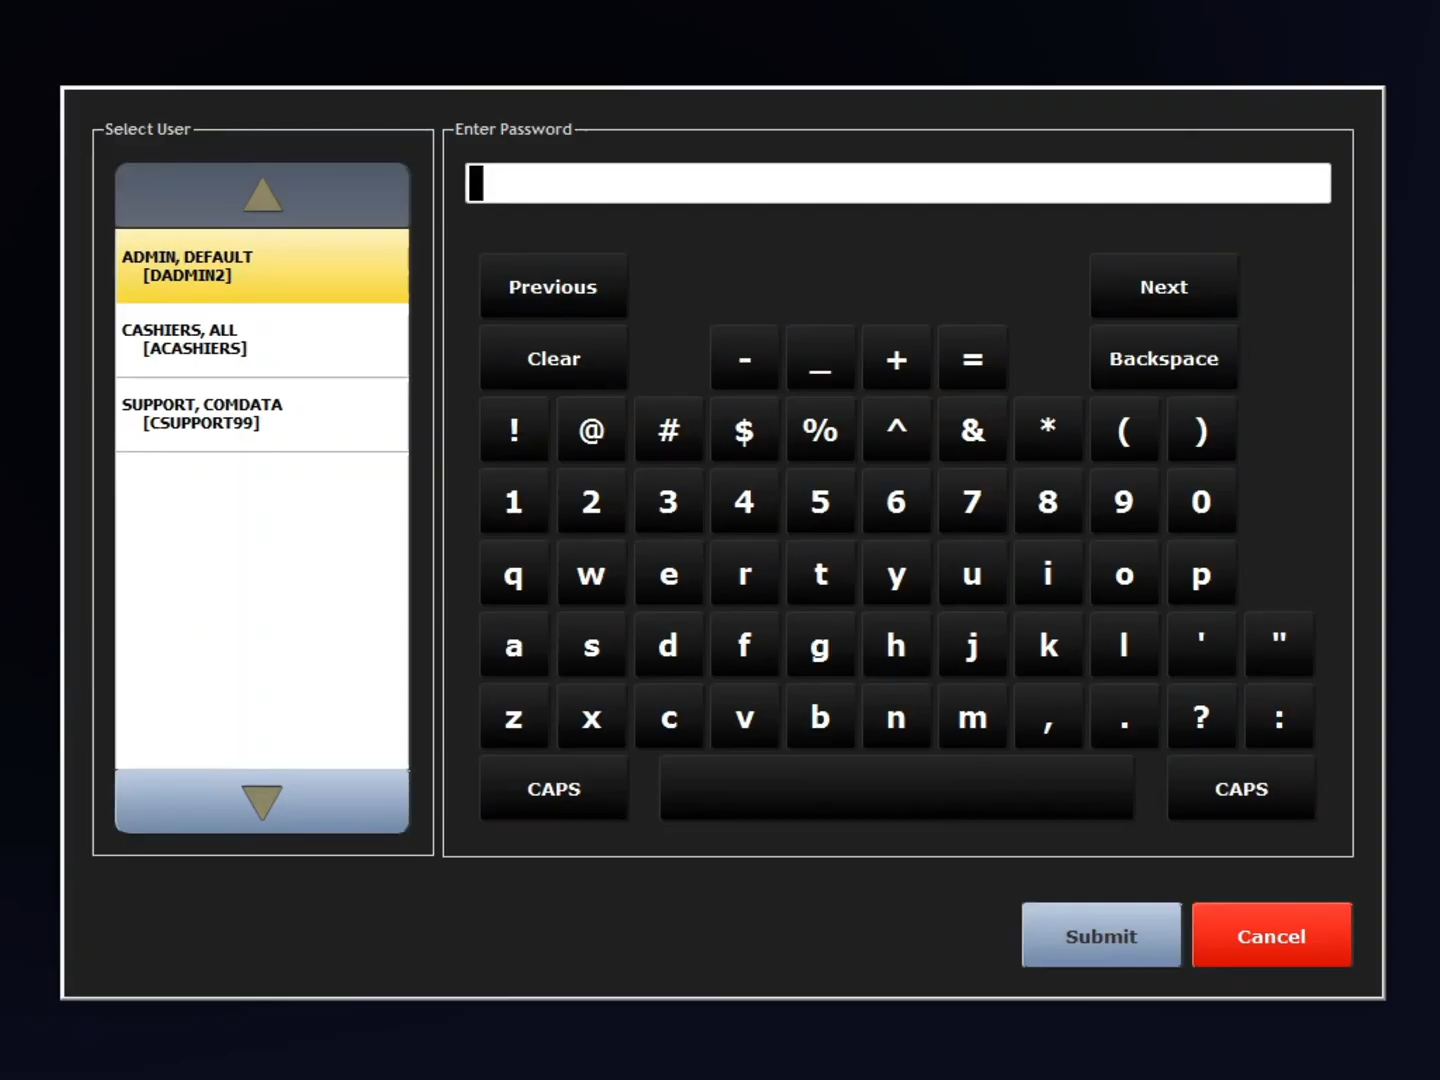 Select User
ADMIN, DEFAULT
[DADMIN2]
CASHIERS, ALL
[ACASHIERS]
SUPPORT, COMDATA
[CSUPPORT99]
Enter Password
Previous Next
Clear - _ + = Backspace
! @ # $ % ^ & * ( )
1 2 3 4 5 6 7 8 9 0
q w e r t y u i o p
a s d f g h j k l ' "
z x c v b n m , . ? :
CAPS CAPS
Submit Cancel